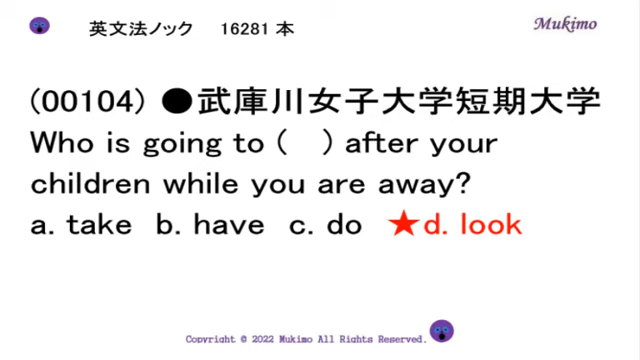 英文法ノック 16281 本
Mukimo
(00104) ●武庫川女子大学短期大学
Who is going to ( ) after your
children while you are away?
a. take b. have c. do ★d. look
Copyright @ 2022 Mukimo All Rights Reserved.